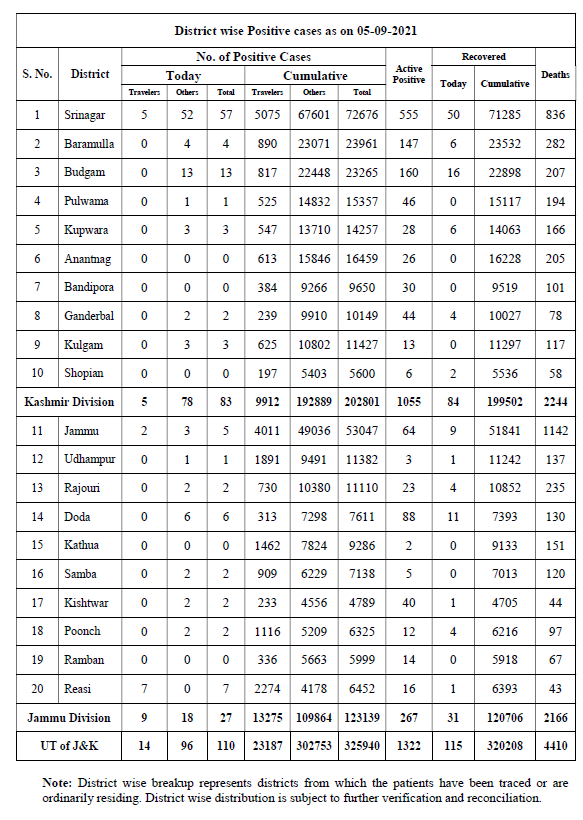 District wise Positive cases as on 05-09-2021
S. No. District No. of Positive Cases Active Positive Recovered Deaths
Today Cumulative Today Cumulative
Travelers Others Total Travelers Others Total
1 Srinagar 5 52 57 5075 67601 72676 555 50 71285 836
2 Baramulla 0 4 4 890 23071 23961 147 6 23532 282
3 Budgam 0 13 13 817 22448 23265 160 16 22898 207
4 Pulwama 0 1 1 525 14832 15357 46 0 15117 194
5 Kupwara 0 3 3 547 13710 14257 28 6 14063 166
6 Anantnag 0 0 0 613 15846 16459 26 0 16228 205
7 Bandipora 0 0 0 384 9266 9650 30 0 9519 101
8 Ganderbal 0 2 2 239 9910 10149 44 4 10027 78
9 Kulgam 0 3 3 625 10802 11427 13 0 11297 117
10 Shopian 0 0 0 197 5403 5600 6 2 5536 58
Kashmir Division 5 78 83 9912 192889 202801 1055 84 199502 2244
11 Jammu 2 3 5 4011 49036 53047 64 9 51841 1142
12 Udhampur 0 1 1 1891 9491 11382 3 1 11242 137
13 Rajouri 0 2 2 730 10380 11110 23 4 10852 235
14 Doda 0 6 6 313 7298 7611 88 11 7393 130
15 Kathua 0 0 0 1462 7824 9286 2 0 9133 151
16 Samba 0 2 2 909 6229 7138 5 0 7013 120
17 Kishtwar 0 2 2 233 4556 4789 40 1 4705 44
18 Poonch 0 2 2 1116 5209 6325 12 4 6216 97
19 Ramban 0 0 0 336 5663 5999 14 0 5918 67
20 Reasi 7 0 7 2274 4178 6452 16 1 6393 43
Jammu Division 9 18 27 13275 109864 123139 267 31 120706 2166
UT of J&K 14 96 110 23187 302753 325940 1322 115 320208 4410
Note: District wise breakup represents districts from which the patients have been traced or are
ordinarily residing. District wise distribution is subject to further verification and reconciliation.